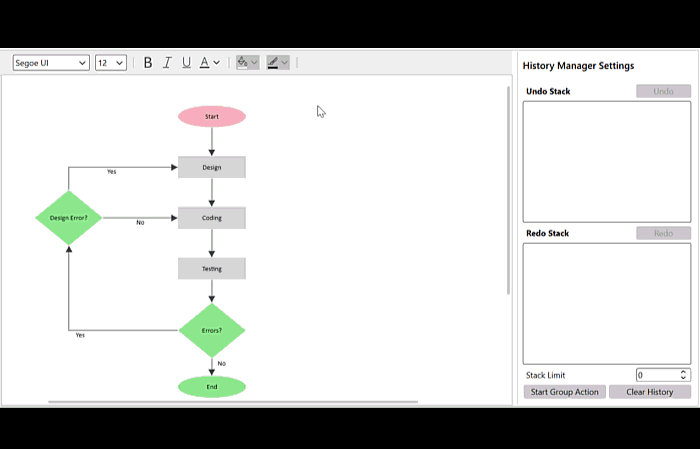 Segoe UI
12
B I U A
History Manager Settings
Undo Stack
Undo
Start
Design
Yes
Design Error?
No
Coding
Redo Stack
Redo
Testing
Errors?
Yes
No
End
Stack Limit
0
Start Group Action
Clear History